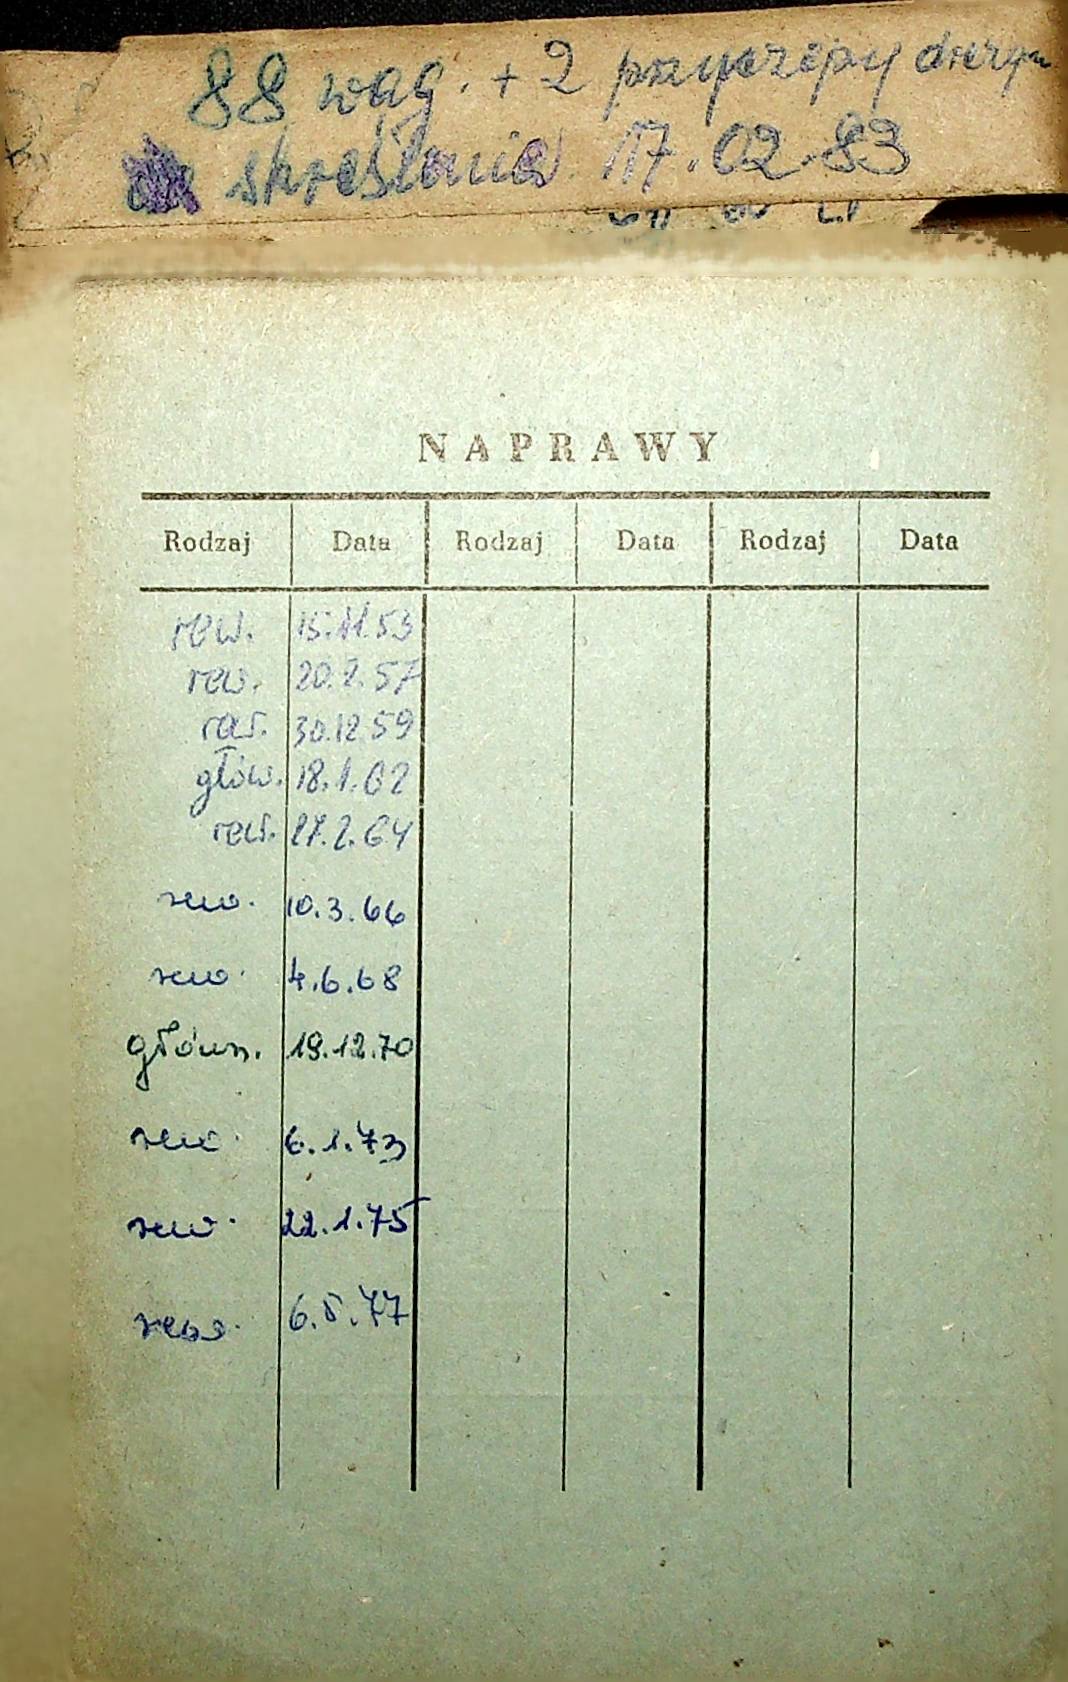 88 wag. + 2 przyczepy
skreślenia 17.02.83
NAPRAWY
Rodzaj Data Rodzaj Data Rodzaj Data
rew. 15.11.53
rew. 20.2.57
rew. 30.12.59
głów. 18.1.62
rew. 27.2.64
rew. 10.3.66
rew. 4.6.68
główn. 19.12.70
rew. 6.1.73
rew. 22.1.75
rew. 6.5.77